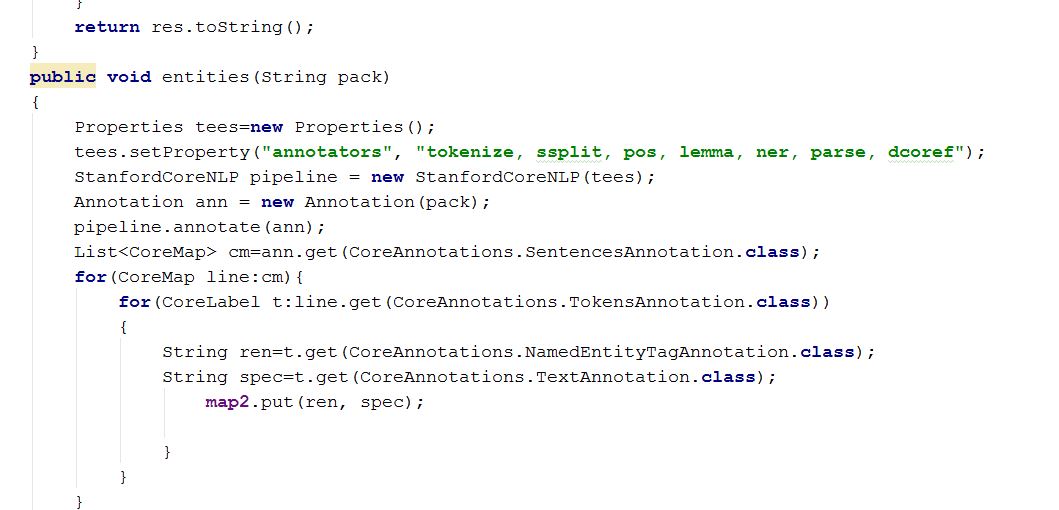 }
return res.toString();
}
public void entities(String pack)
{
Properties tees=new Properties();
tees.setProperty("annotators", "tokenize, ssplit, pos, lemma, ner, parse, dcoref");
StanfordCoreNLP pipeline = new StanfordCoreNLP(tees);
Annotation ann = new Annotation(pack);
pipeline.annotate(ann);
List<CoreMap> cm=ann.get(CoreAnnotations.SentencesAnnotation.class);
for(CoreMap line:cm){
for(CoreLabel t:line.get(CoreAnnotations.TokensAnnotation.class))
{
String ren=t.get(CoreAnnotations.NamedEntityTagAnnotation.class);
String spec=t.get(CoreAnnotations.TextAnnotation.class);
map2.put(ren, spec);
}
}
}